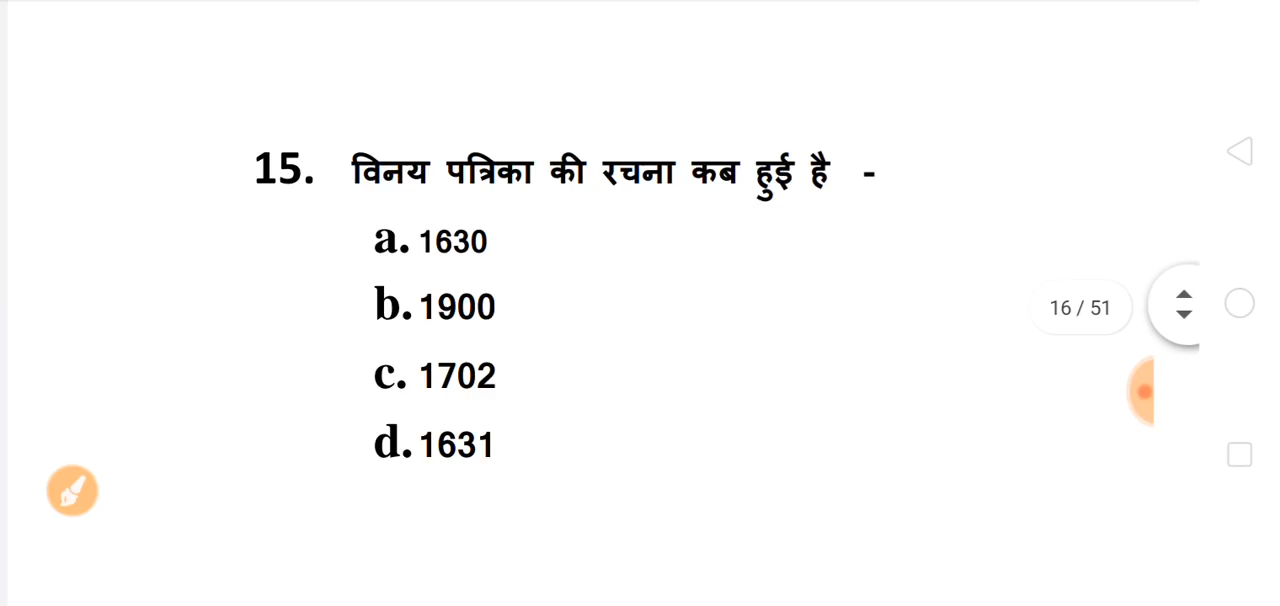 15. विनय पत्रिका की रचना कब हुई है -
a. 1630
b. 1900
16 / 51
c. 1702
d. 1631